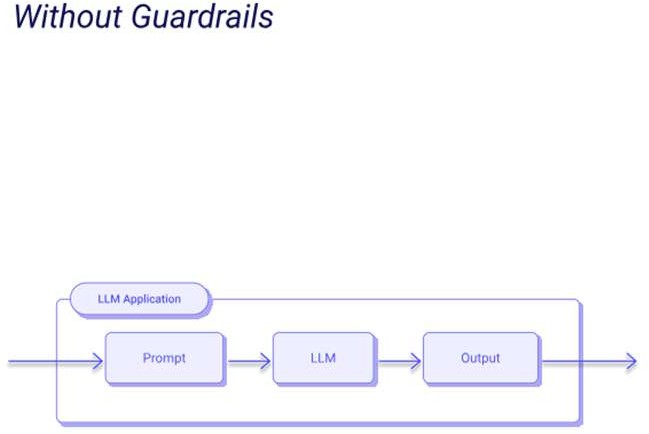 Without Guardrails
LLM Application
Prompt
LLM
Output